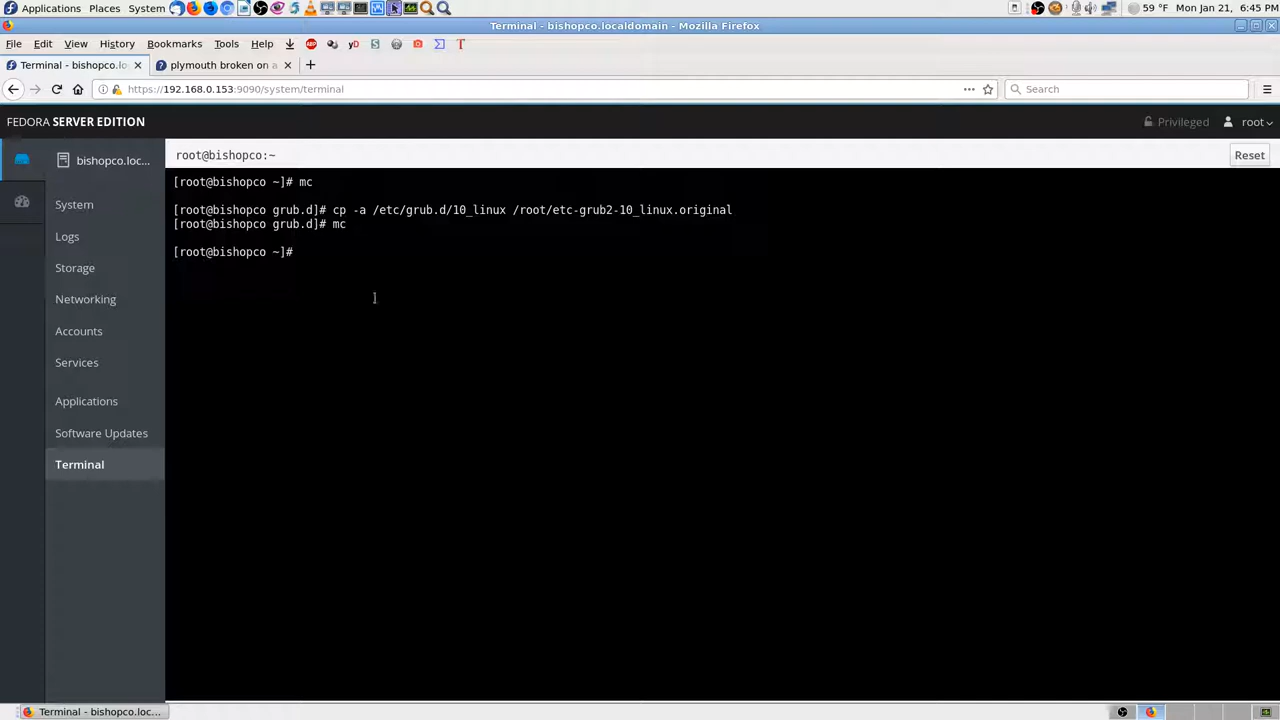 Applications Places System 59 °F Mon Jan 21, 6:45 PM
Terminal - bishopco.localdomain - Mozilla Firefox
File Edit View History Bookmarks Tools Help
Terminal - bishopco.lo plymouth broken on a
https://192.168.0.153:9090/system/terminal Search
FEDORA SERVER EDITION Privileged root
bishopco.loc... root@bishopco:~ Reset
System
Logs
Storage
Networking
Accounts
Services
Applications
Software Updates
Terminal
[root@bishopco ~]# mc
[root@bishopco grub.d]# cp -a /etc/grub.d/10_linux /root/etc-grub2-10_linux.original
[root@bishopco grub.d]# mc
[root@bishopco ~]#
Terminal - bishopco.loc...